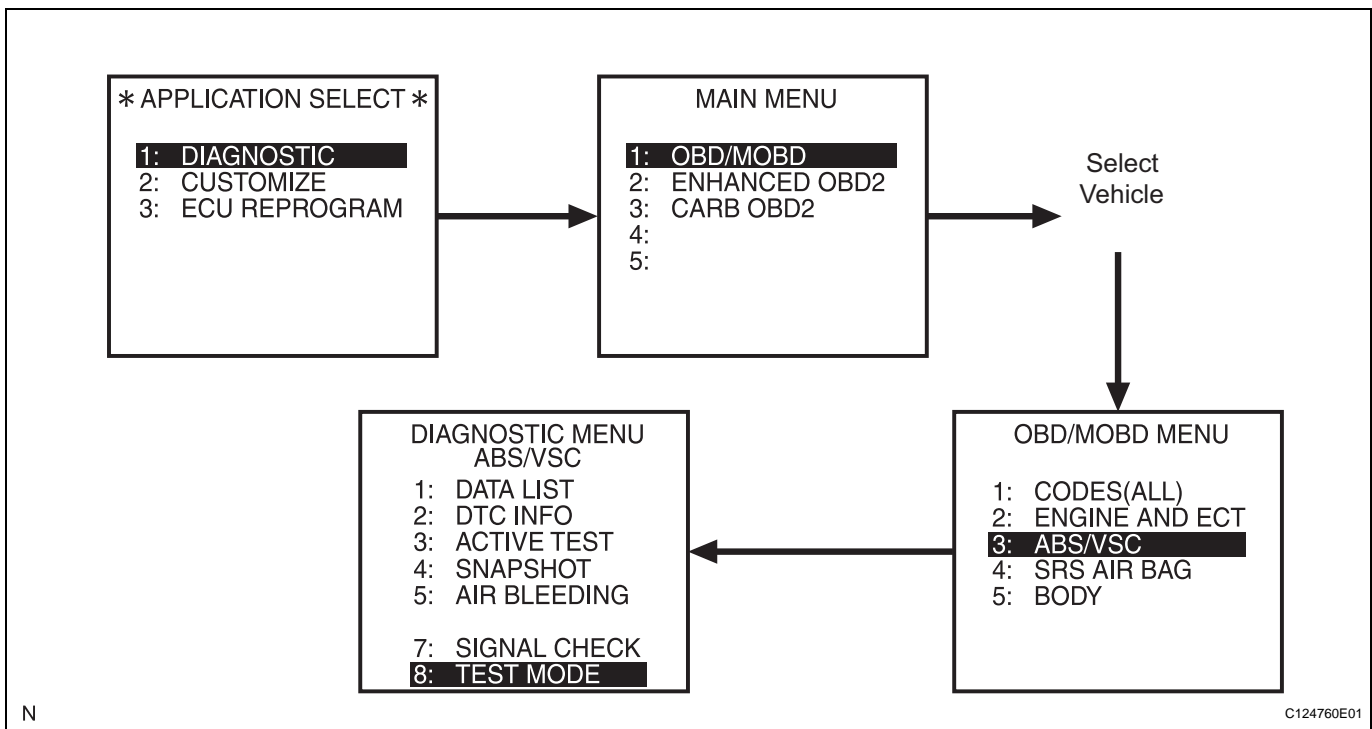 * APPLICATION SELECT *
1: DIAGNOSTIC
2: CUSTOMIZE
3: ECU REPROGRAM
MAIN MENU
1: OBD/MOBD
2: ENHANCED OBD2
3: CARB OBD2
4:
5:
Select
Vehicle
OBD/MOBD MENU
1: CODES(ALL)
2: ENGINE AND ECT
3: ABS/VSC
4: SRS AIR BAG
5: BODY
DIAGNOSTIC MENU
ABS/VSC
1: DATA LIST
2: DTC INFO
3: ACTIVE TEST
4: SNAPSHOT
5: AIR BLEEDING
7: SIGNAL CHECK
8: TEST MODE
N
C124760E01